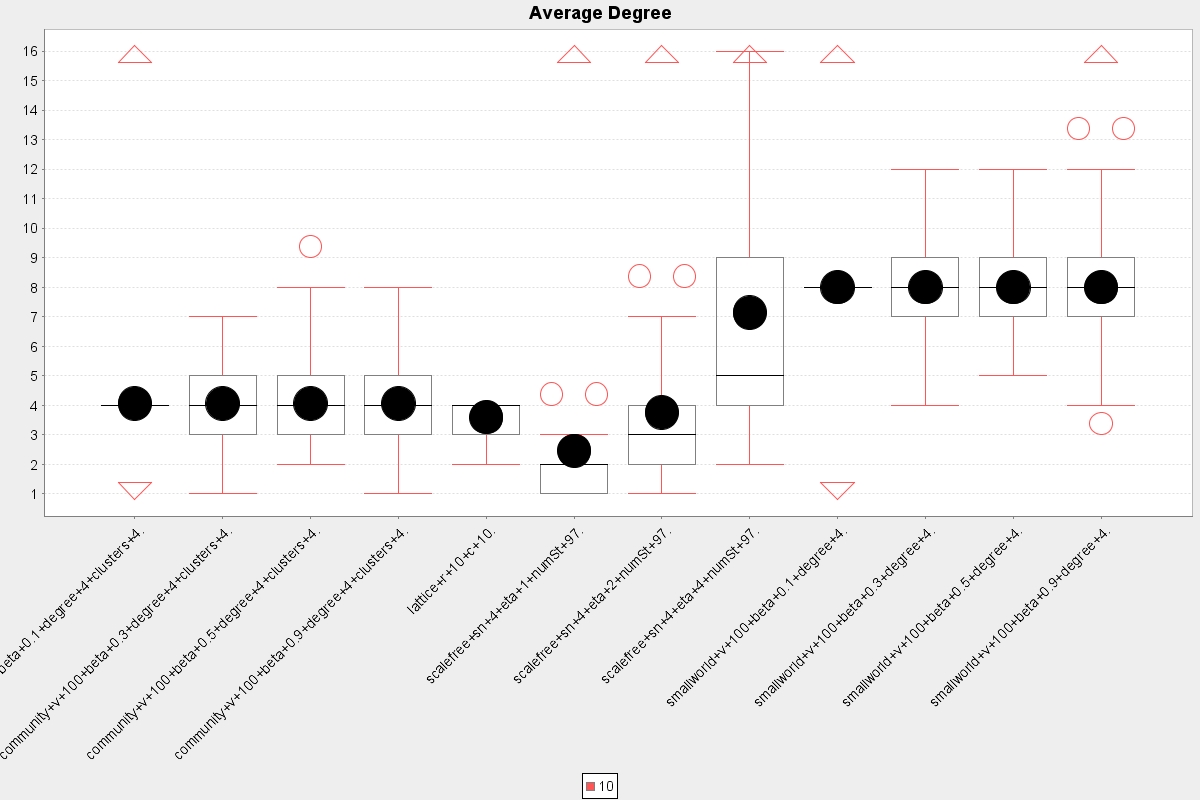 Average Degree
16
15
14
13
12
11
10
9
8
7
6
5
4
3
2
1
beta+0.1+degree+4+clusters+4.
community+v+100+beta+0.3+degree+4+clusters+4.
community+v+100+beta+0.5+degree+4+clusters+4.
community+v+100+beta+0.9+degree+4+clusters+4.
lattice+r+10+c+10.
scalefree+sn+4+eta+1+numSt+97.
scalefree+sn+4+eta+2+numSt+97.
scalefree+sn+4+eta+4+numSt+97.
smallworld+v+100+beta+0.1+degree+4.
smallworld+v+100+beta+0.3+degree+4.
smallworld+v+100+beta+0.5+degree+4.
smallworld+v+100+beta+0.9+degree+4.
10